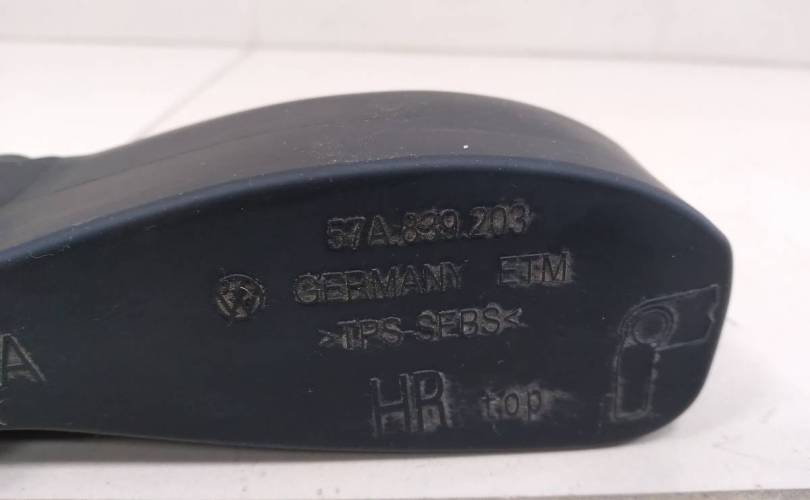 57A.839.203
GERMANY ETM
>TPS-SEBS<
HR top
A